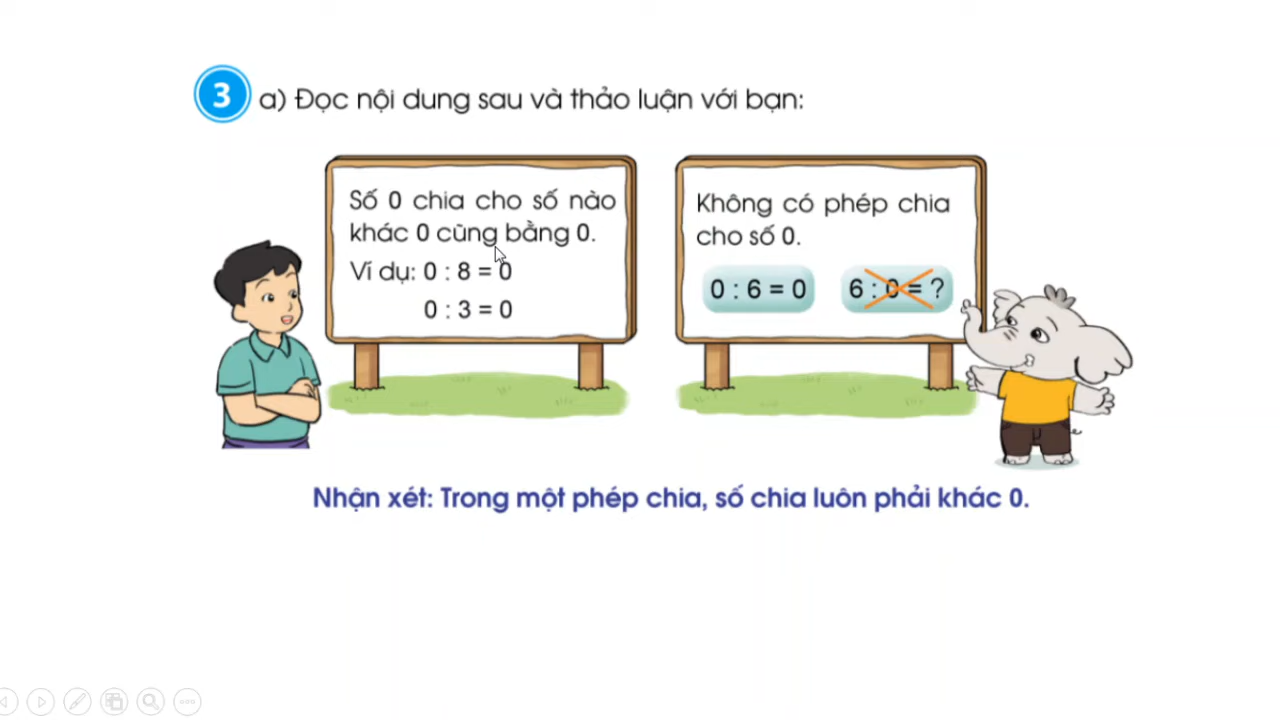 3 a) Đọc nội dung sau và thảo luận với bạn:
Số 0 chia cho số nào
khác 0 cũng bằng 0.
Ví dụ: 0 : 8 = 0
0 : 3 = 0
Không có phép chia
cho số 0.
0 : 6 = 0
6 : 0 = ?
Nhận xét: Trong một phép chia, số chia luôn phải khác 0.